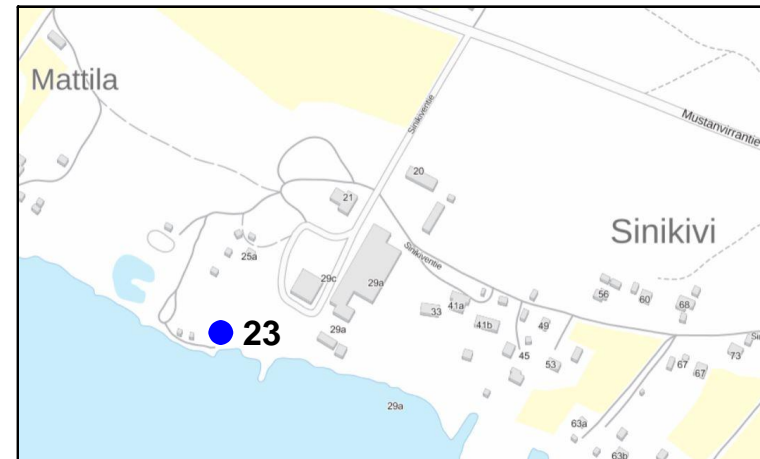 Mattila
Sinikiventie
Mustanvirrantie
20
21
Sinikivi
Sinikiventie
25a
29c
29a
56
60
68
41a
33
41b
49
29a
23
45
53
73
67
67
29a
63a
63b